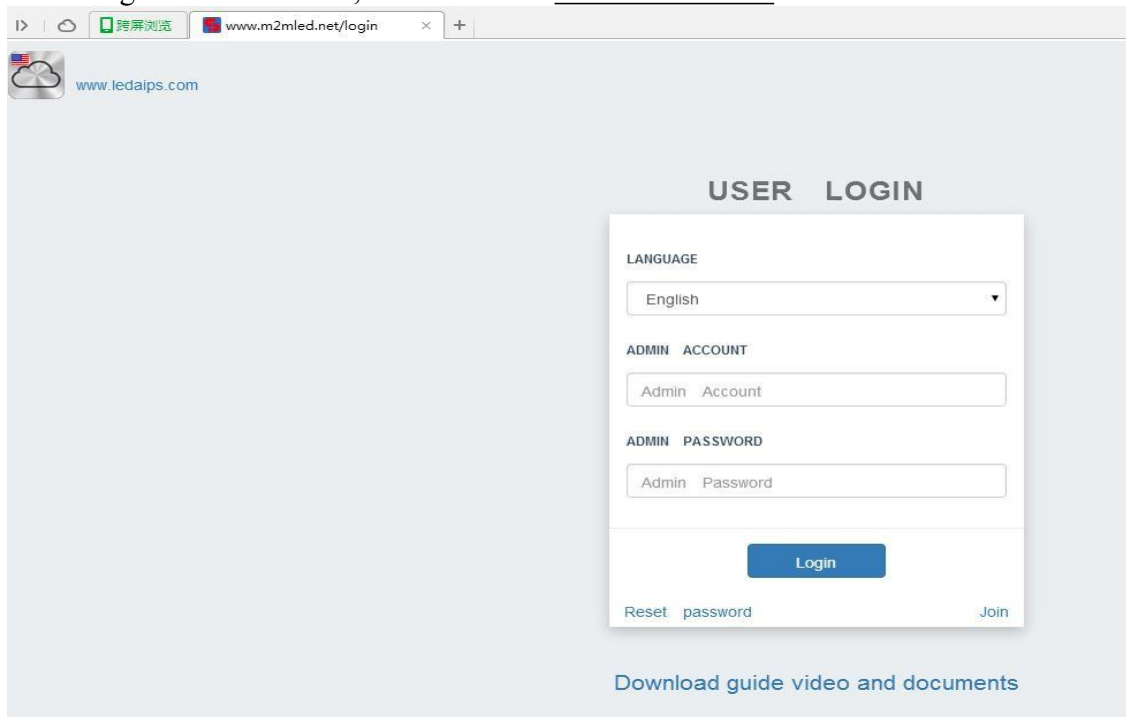 跨屏浏览 www.m2mled.net/login × +
www.ledaips.com
USER LOGIN
LANGUAGE
English
ADMIN ACCOUNT
Admin Account
ADMIN PASSWORD
Admin Password
Login
Reset password Join
Download guide video and documents